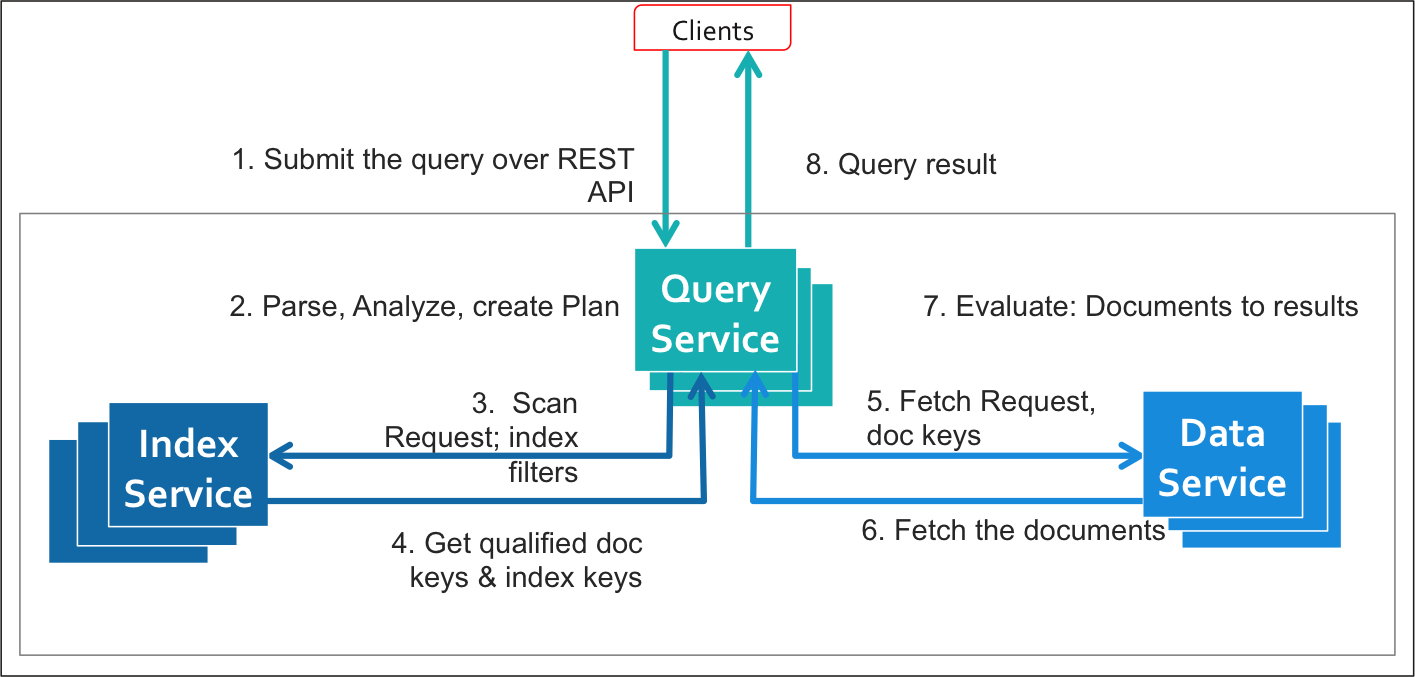 Clients
1. Submit the query over REST
API
8. Query result
Query
Service
2. Parse, Analyze, create Plan
7. Evaluate: Documents to results
3.  Scan
Request; index
filters
5. Fetch Request,
doc keys
Index
Service
Data
Service
4. Get qualified doc
keys & index keys
6. Fetch the documents